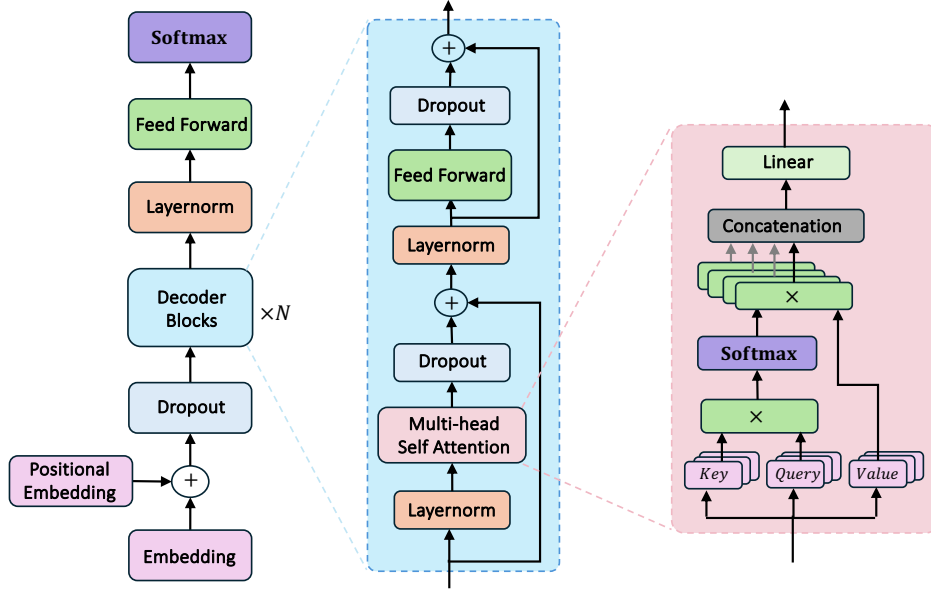 Softmax
Feed Forward
Layernorm
Decoder
Blocks
×N
Dropout
Positional
Embedding
+
Embedding
+
Dropout
Feed Forward
Layernorm
+
Dropout
Multi-head
Self Attention
Layernorm
Linear
Concatenation
×
Softmax
×
Key
Query
Value